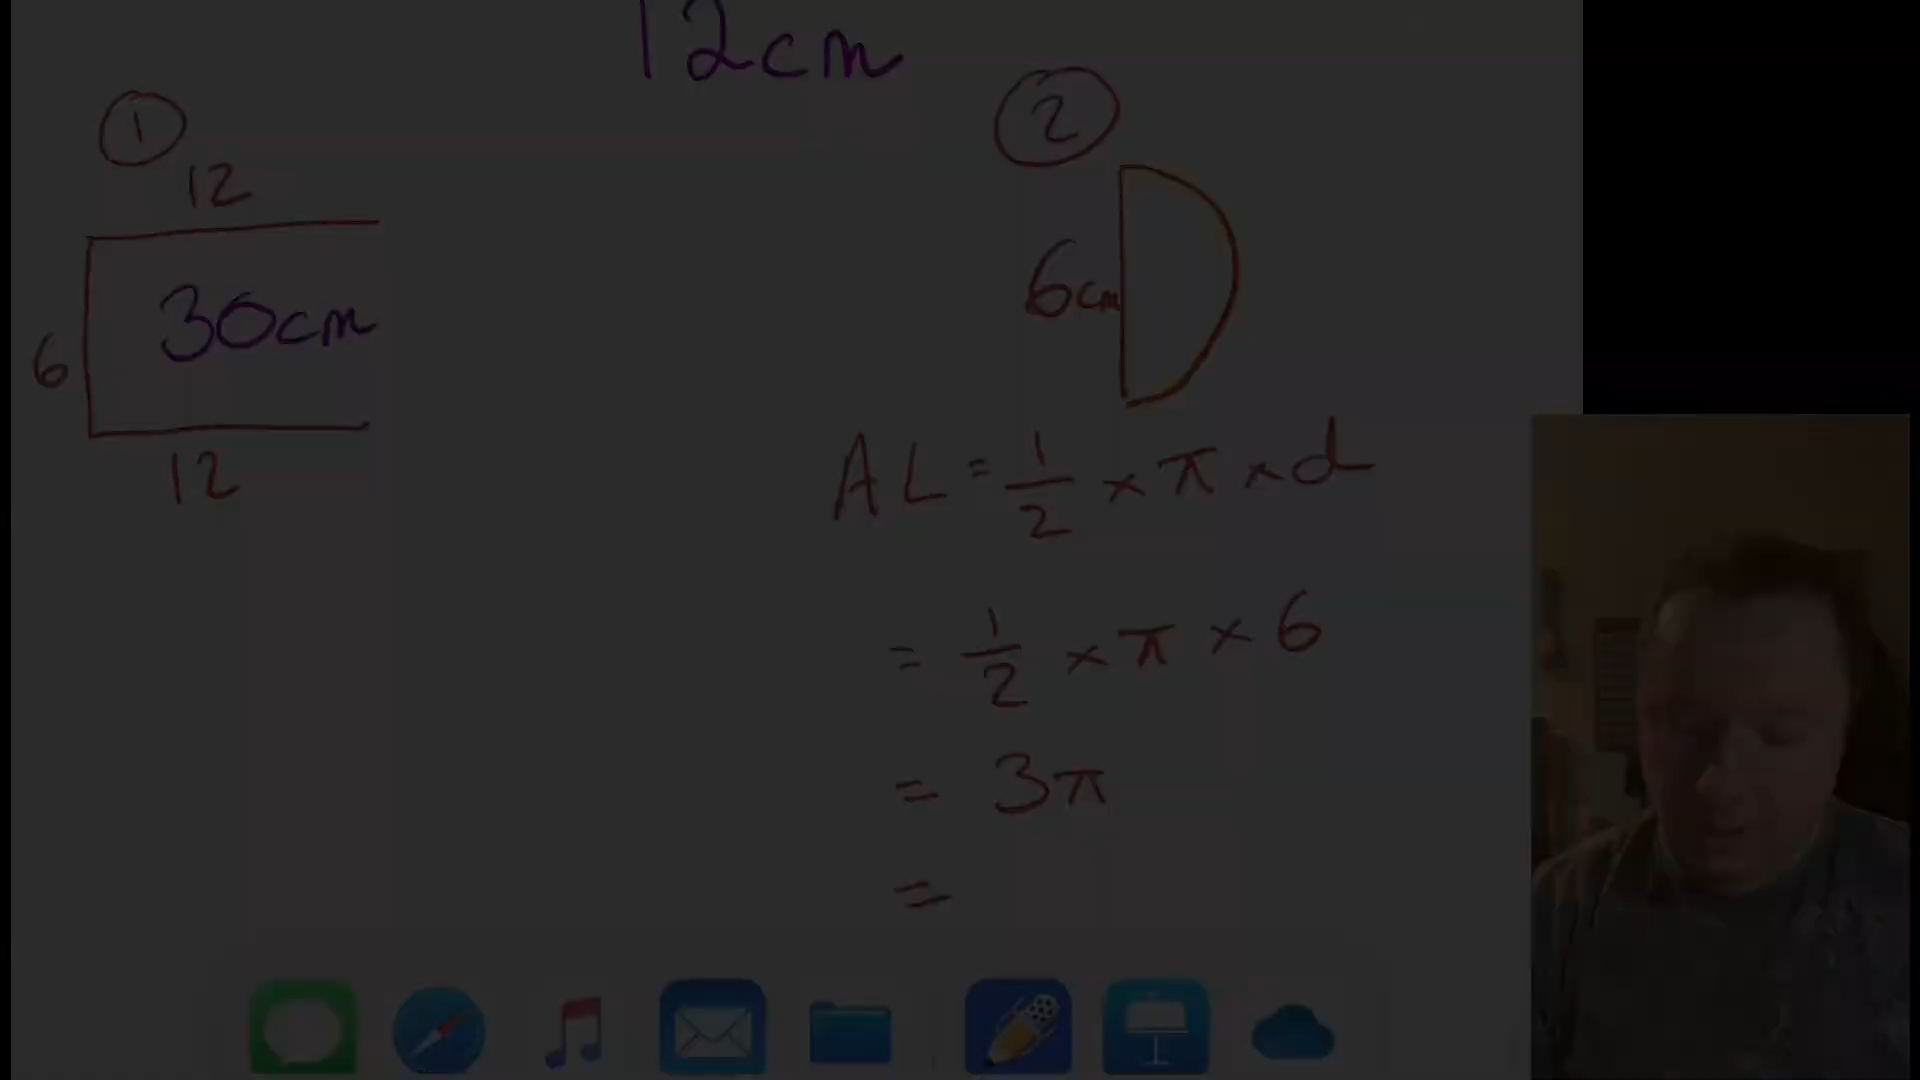 12cm
1
12
6
30cm
12
2
6cm
AL = 1/2 × π × d
= 1/2 × π × 6
= 3π
=